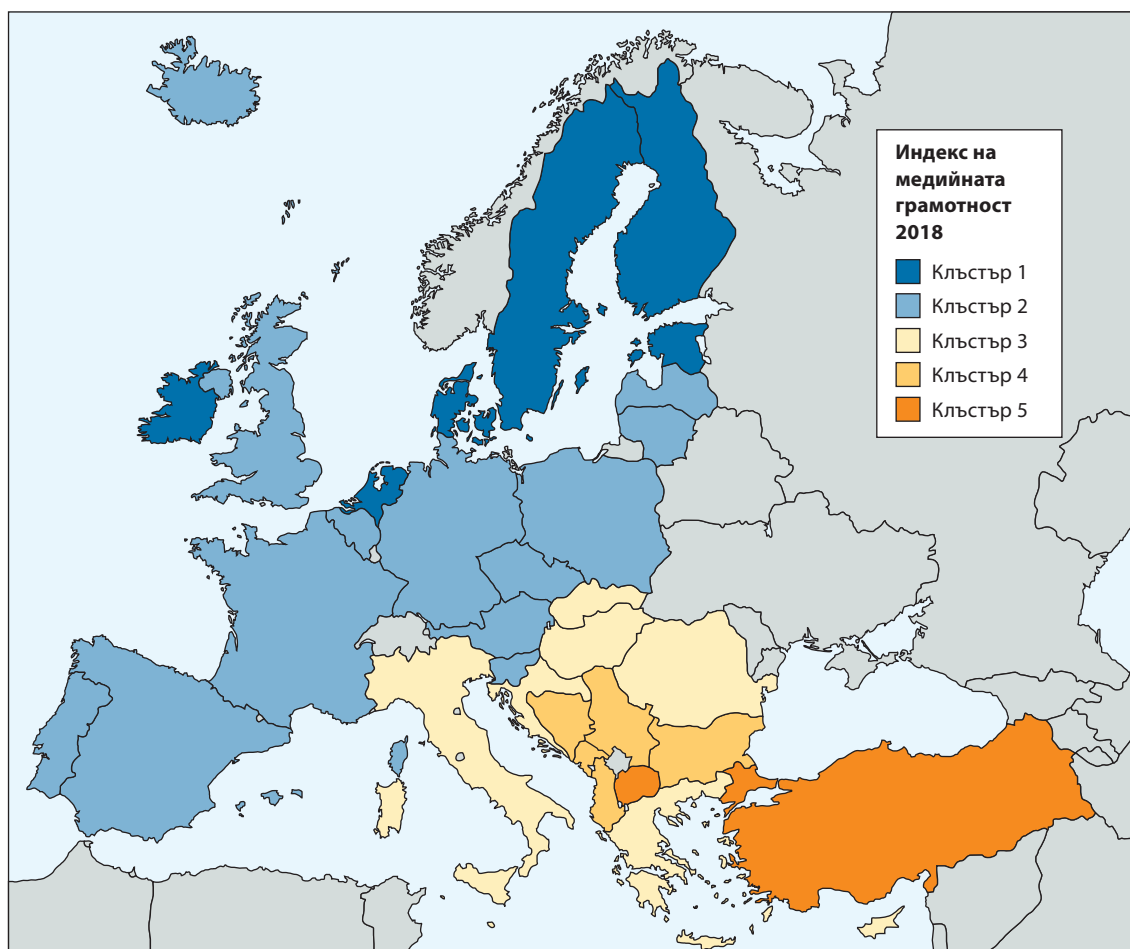 Индекс на
медийната
грамотност
2018
Клъстър 1
Клъстър 2
Клъстър 3
Клъстър 4
Клъстър 5